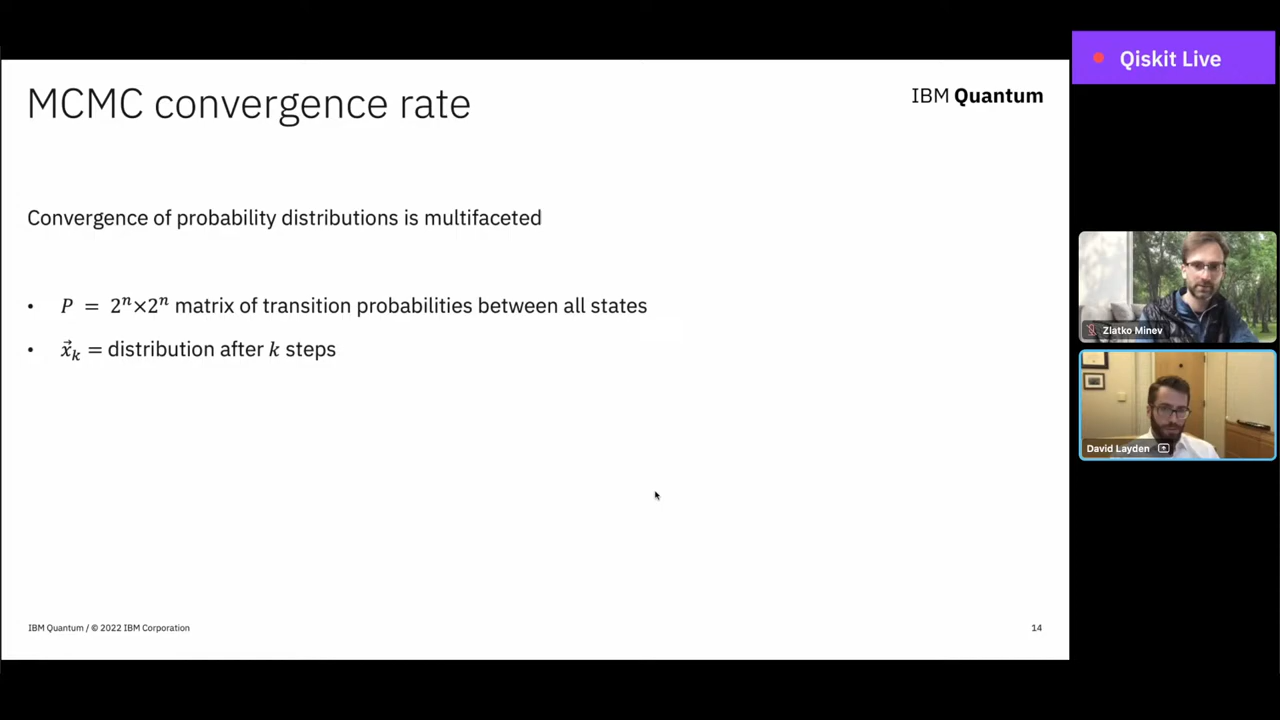 MCMC convergence rate
IBM Quantum
Qiskit Live
Convergence of probability distributions is multifaceted
• P = 2ⁿ×2ⁿ matrix of transition probabilities between all states
• x⃗ₖ = distribution after k steps
Zlatko Minev
David Layden
IBM Quantum / © 2022 IBM Corporation
14